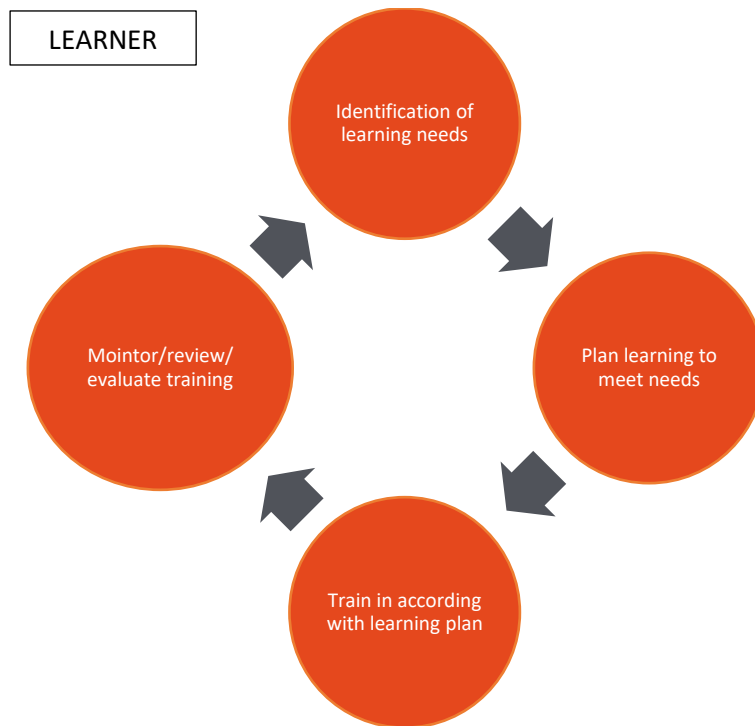 LEARNER
Identification of
learning needs
Plan learning to
meet needs
Train in according
with learning plan
Mointor/review/
evaluate training